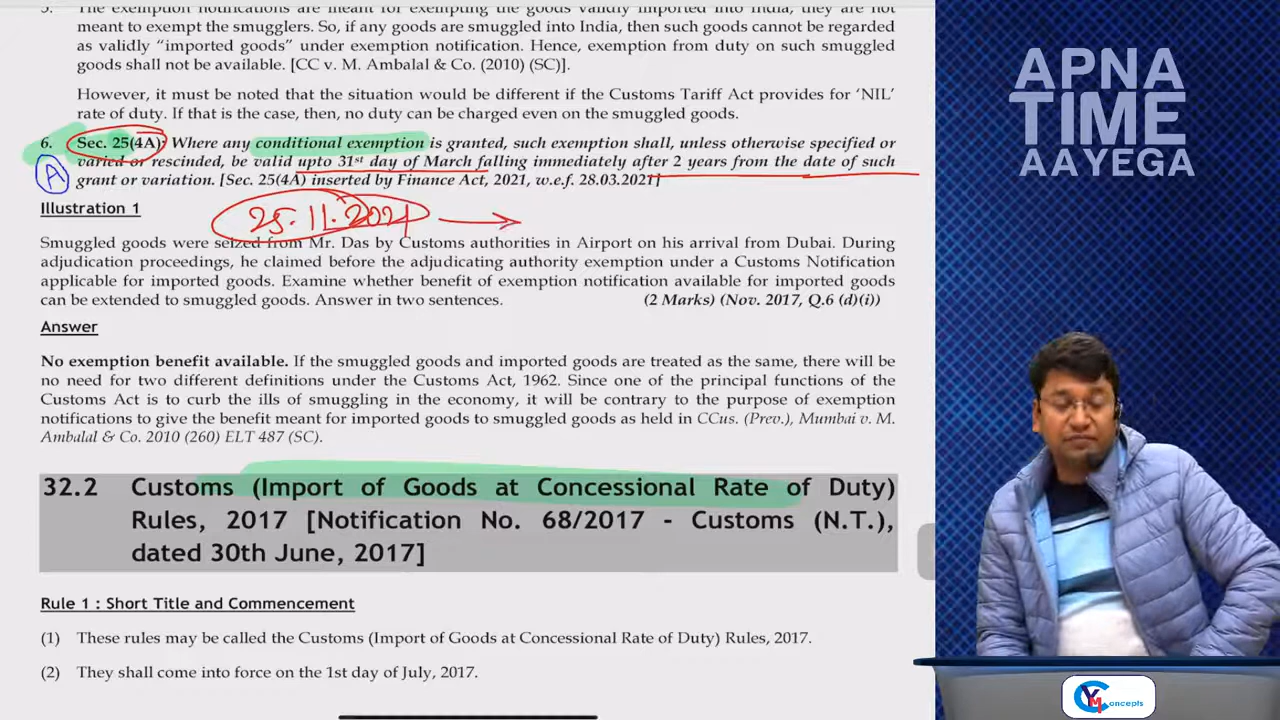 5. The exemption notifications are meant for exempting the goods validly imported into India, they are not
meant to exempt the smugglers. So, if any goods are smuggled into India, then such goods cannot be regarded
as validly “imported goods” under exemption notification. Hence, exemption from duty on such smuggled
goods shall not be available. [CC v. M. Ambalal & Co. (2010) (SC)].
However, it must be noted that the situation would be different if the Customs Tariff Act provides for ‘NIL’
rate of duty. If that is the case, then, no duty can be charged even on the smuggled goods.
6. Sec. 25(4A): Where any conditional exemption is granted, such exemption shall, unless otherwise specified or
varied or rescinded, be valid upto 31st day of March falling immediately after 2 years from the date of such
A grant or variation. [Sec. 25(4A) inserted by Finance Act, 2021, w.e.f. 28.03.2021]
Illustration 1
25.11.2021
Smuggled goods were seized from Mr. Das by Customs authorities in Airport on his arrival from Dubai. During
adjudication proceedings, he claimed before the adjudicating authority exemption under a Customs Notification
applicable for imported goods. Examine whether benefit of exemption notification available for imported goods
can be extended to smuggled goods. Answer in two sentences. (2 Marks) (Nov. 2017, Q.6 (d)(i))
Answer
No exemption benefit available. If the smuggled goods and imported goods are treated as the same, there will be
no need for two different definitions under the Customs Act, 1962. Since one of the principal functions of the
Customs Act is to curb the ills of smuggling in the economy, it will be contrary to the purpose of exemption
notifications to give the benefit meant for imported goods to smuggled goods as held in CCus. (Prev.), Mumbai v. M.
Ambalal & Co. 2010 (260) ELT 487 (SC).
32.2 Customs (Import of Goods at Concessional Rate of Duty)
Rules, 2017 [Notification No. 68/2017 - Customs (N.T.),
dated 30th June, 2017]
Rule 1 : Short Title and Commencement
(1) These rules may be called the Customs (Import of Goods at Concessional Rate of Duty) Rules, 2017.
(2) They shall come into force on the 1st day of July, 2017.
APNA
TIME
AAYEGA
YM Concepts